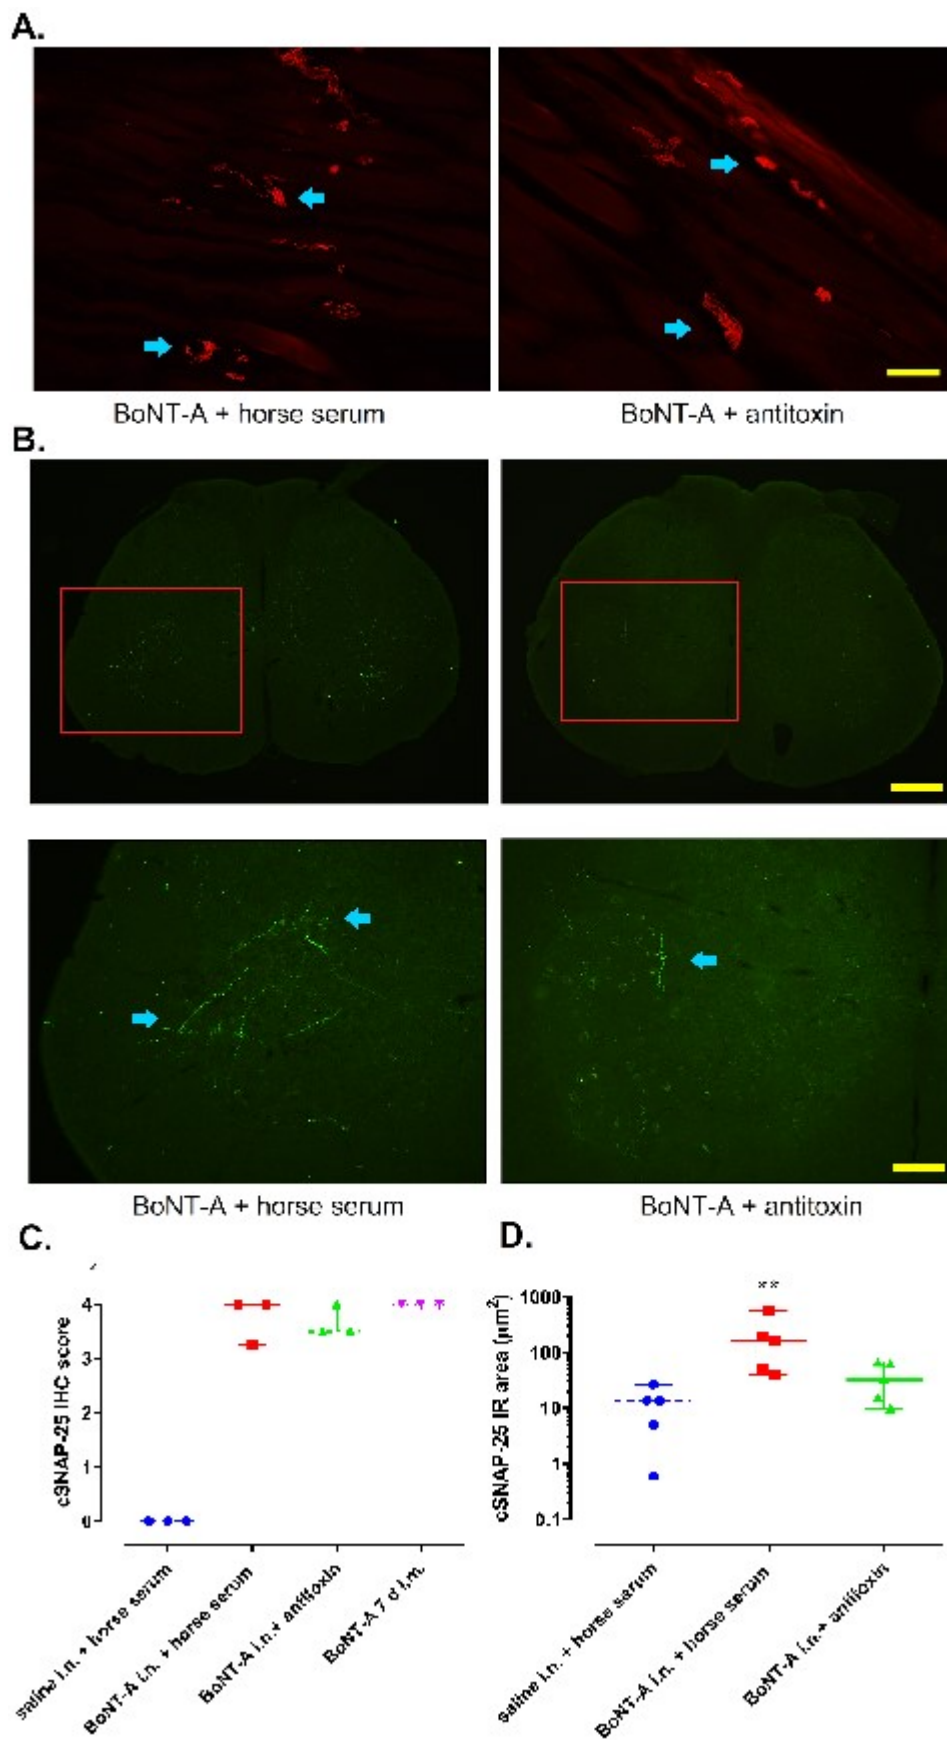 A.
BoNT-A + horse serum
BoNT-A + antitoxin
B.
BoNT-A + horse serum
BoNT-A + antitoxin
C.
D.
cSNAP-25 IHC score
4
3
2
1
0
saline i.n. + horse serum
BoNT-A i.n. + horse serum
BoNT-A i.n.+ antitoxin
BoNT-A 7 d i.m.
**
cSNAP-25 IR area (μm²)
1000
100
10
1
0.1
saline i.n. + horse serum
BoNT-A i.n. + horse serum
BoNT-A i.n.+ antitoxin